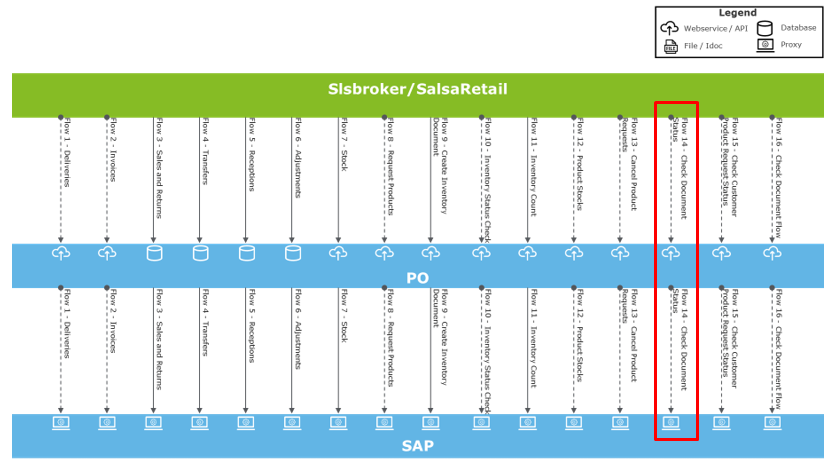 Legend
Webservice / API
Database
FILE
File / Idoc
Proxy
Slsbroker/SalsaRetail
Flow 1 - Deliveries
Flow 2 - Invoices
Flow 3 - Sales and Returns
Flow 4 - Transfers
Flow 5 - Receptions
Flow 6 - Adjustments
Flow 7 - Stock
Flow 8 - Request Products
Flow 9 - Create Inventory
Document
Flow 10 - Inventory Status Check
Flow 11 - Inventory Count
Flow 12 - Product Stocks
Flow 13 - Cancel Product
Requests
Flow 14 - Check Document
Status
Flow 15 - Check Customer
Product Request Status
Flow 16 - Check Document Flow
PO
Flow 1 - Deliveries
Flow 2 - Invoices
Flow 3 - Sales and Returns
Flow 4 - Transfers
Flow 5 - Receptions
Flow 6 - Adjustments
Flow 7 - Stock
Flow 8 - Request Products
Flow 9 - Create Inventory
Document
Flow 10 - Inventory Status Check
Flow 11 - Inventory Count
Flow 12 - Product Stocks
Flow 13 - Cancel Product
Requests
Flow 14 - Check Document
Status
Flow 15 - Check Customer
Product Request Status
Flow 16 - Check Document Flow
SAP